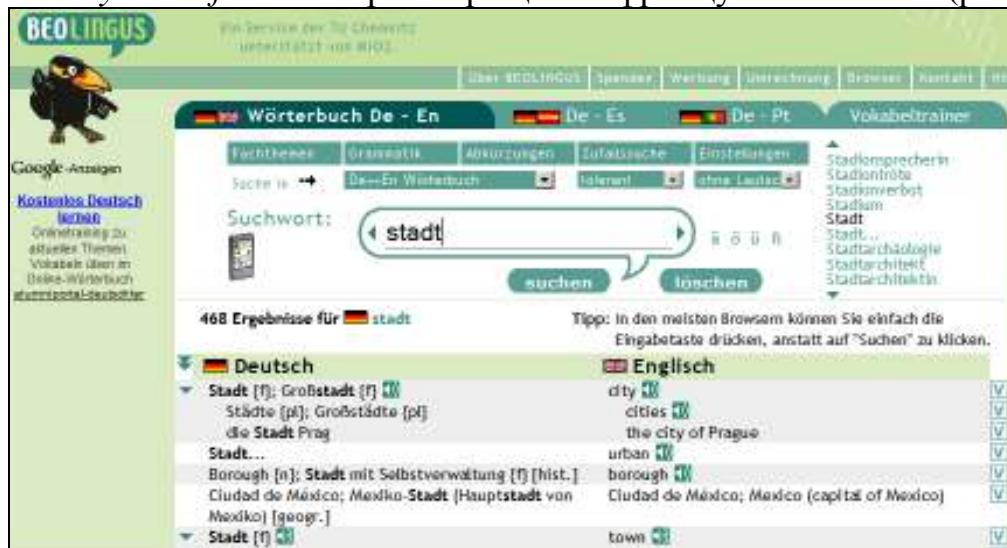 BEOLINGUS
Ein Service der TU Chemnitz
unterstützt von
Über BEOLINGUS Spenden Werbung Umrechnung Browser Kontakt
Wörterbuch De - En De - Es De - Pt Vokabeltrainer
Fachthemen Grammatik Abkürzungen Zufallssuche Einstellungen
Suche in De↔En Wörterbuch tolerant ohne
Suchwort: stadt ä ö ü ß
suchen löschen
Stadionsprecherin
Stadiontröte
Stadionverbot
Stadium
Stadt
Stadt...
Stadtarchäologie
Stadtarchitekt
Stadtarchitektin
Google-Anzeigen
Kostenlos Deutsch
lernen
Onlinetraining zu
aktuellen Themen.
Vokabeln üben im
Online-Wörterbuch
468 Ergebnisse für stadt
Tipp: In den meisten Browsern können Sie einfach die
Eingabetaste drücken, anstatt auf "Suchen" zu klicken.
Deutsch Englisch
Stadt {f}; Großstadt {f} city
Städte {pl}; Großstädte {pl} cities
die Stadt Prag the city of Prague
Stadt... urban
Borough {n}; Stadt mit Selbstverwaltung {f} [hist.] borough
Ciudad de México; Mexiko-Stadt (Hauptstadt von Ciudad de México; Mexico (capital of Mexico)
Mexiko) [geogr.]
Stadt {f} town